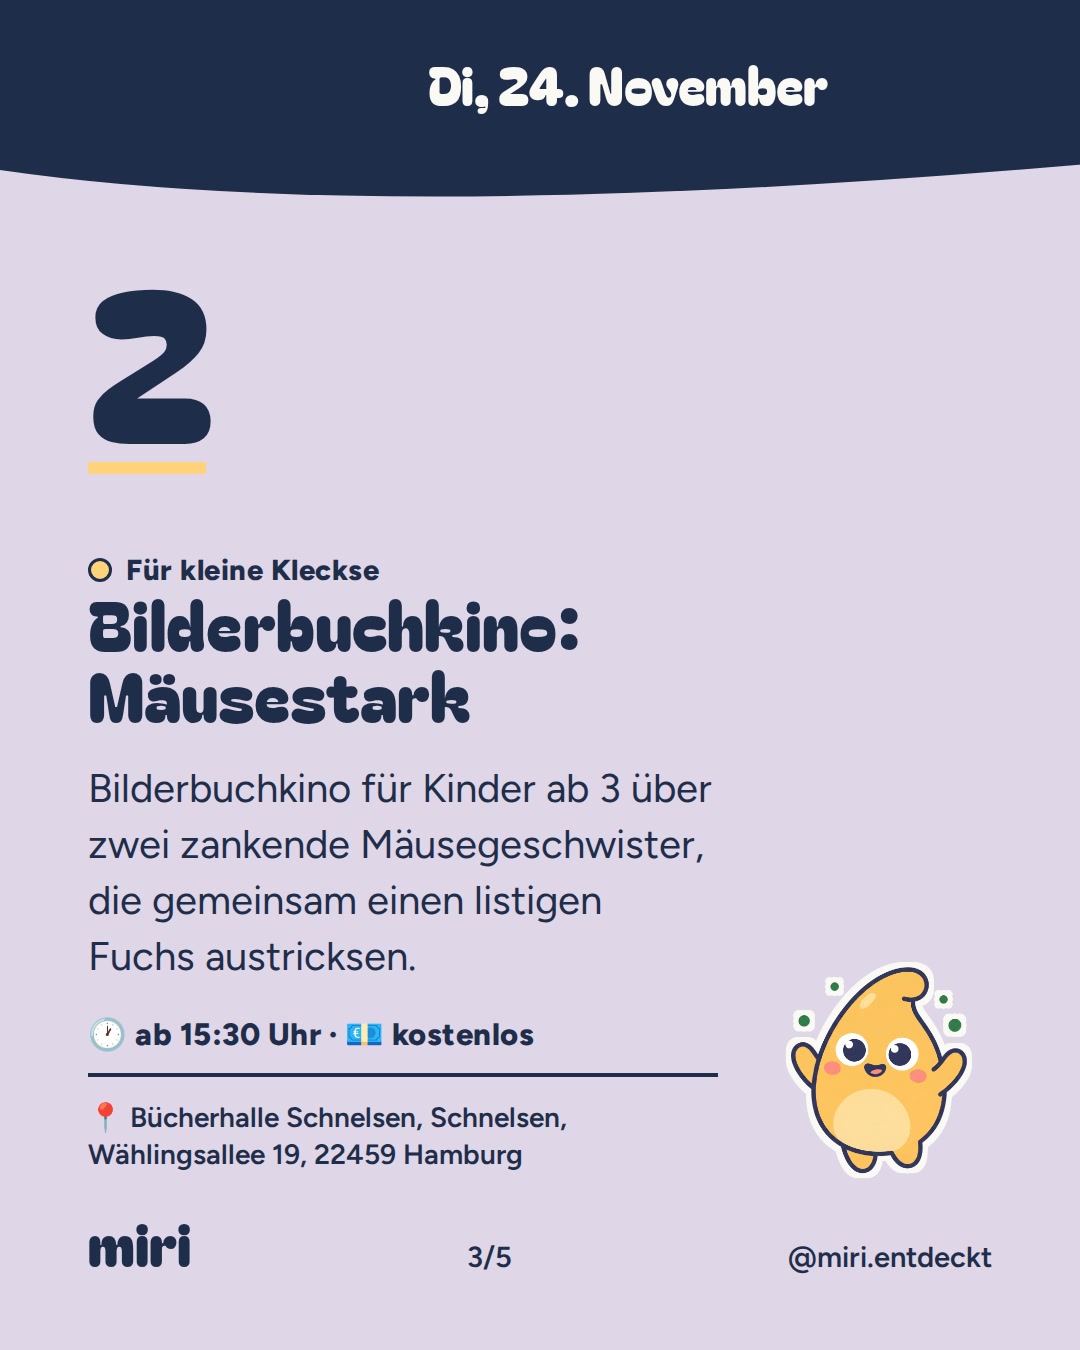 Di, 24. November
2
Für kleine Kleckse
Bilderbuchkino:
Mäusestark
Bilderbuchkino für Kinder ab 3 über
zwei zankende Mäusegeschwister,
die gemeinsam einen listigen
Fuchs austricksen.
🕐 ab 15:30 Uhr · 💶 kostenlos
📍 Bücherhalle Schnelsen, Schnelsen,
Wählingsallee 19, 22459 Hamburg
miri
3/5
@miri.entdeckt